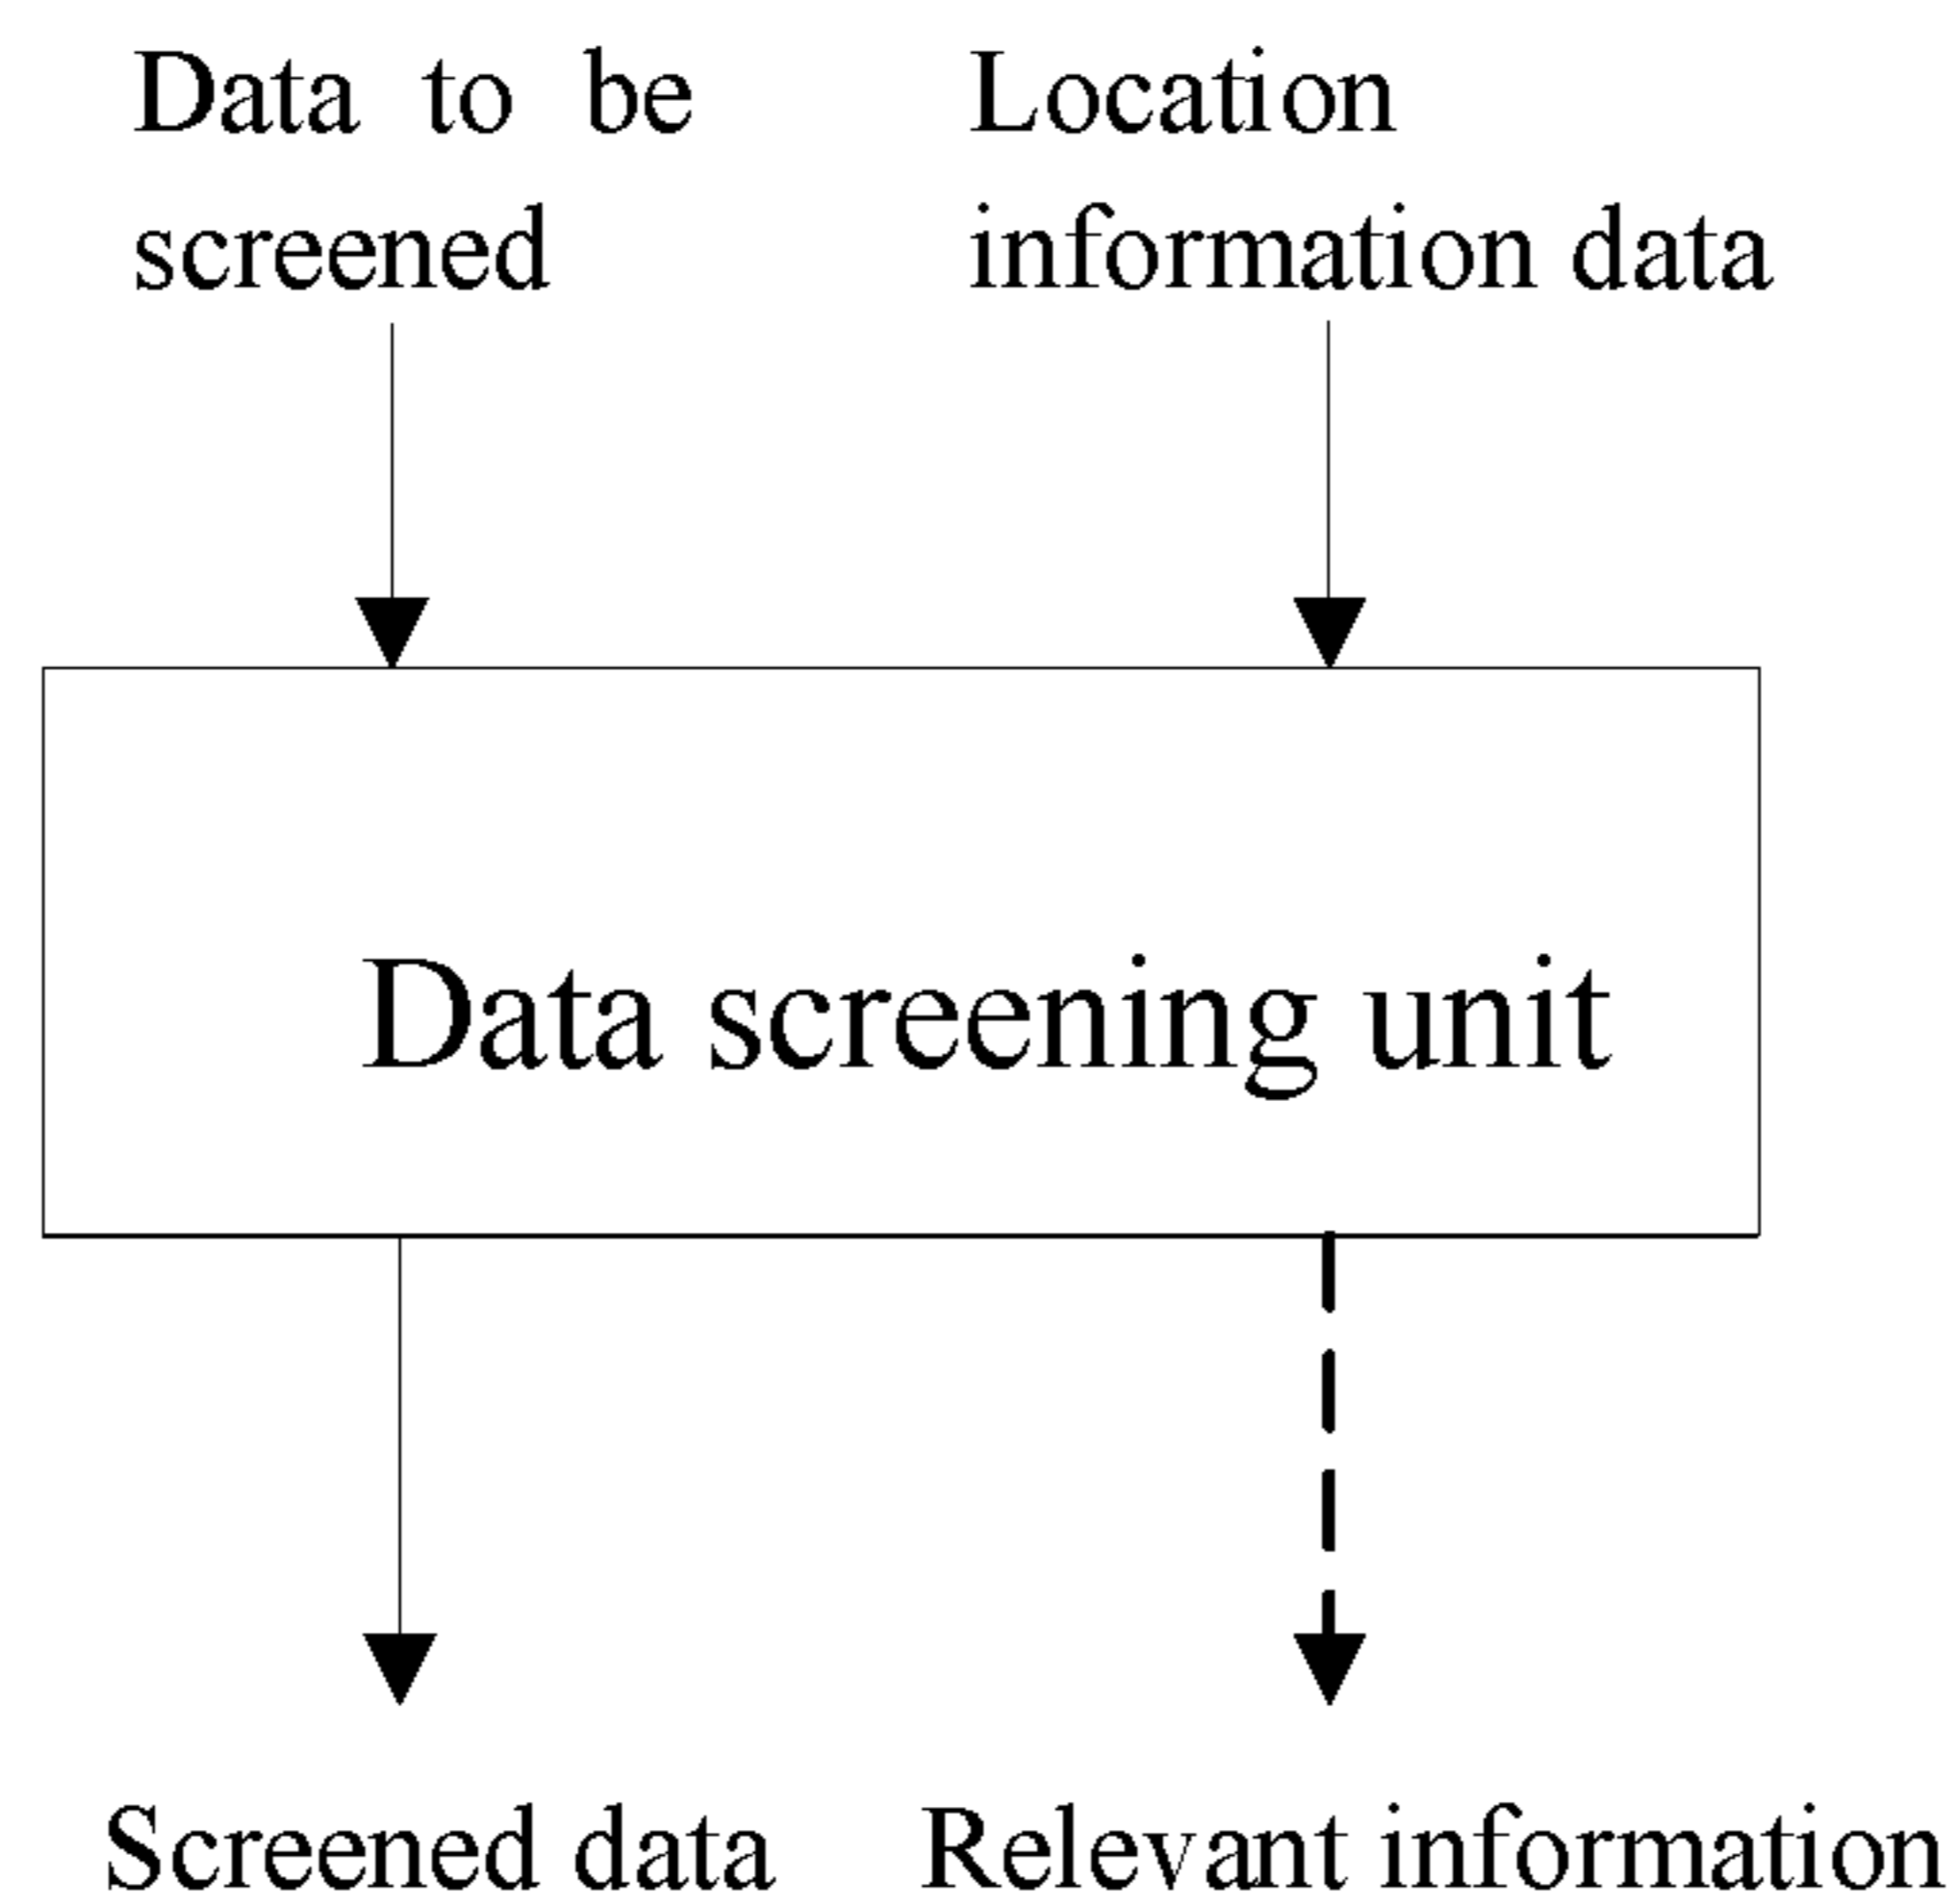 Data to be
screened
Location
information data
Data screening unit
Screened data
Relevant information